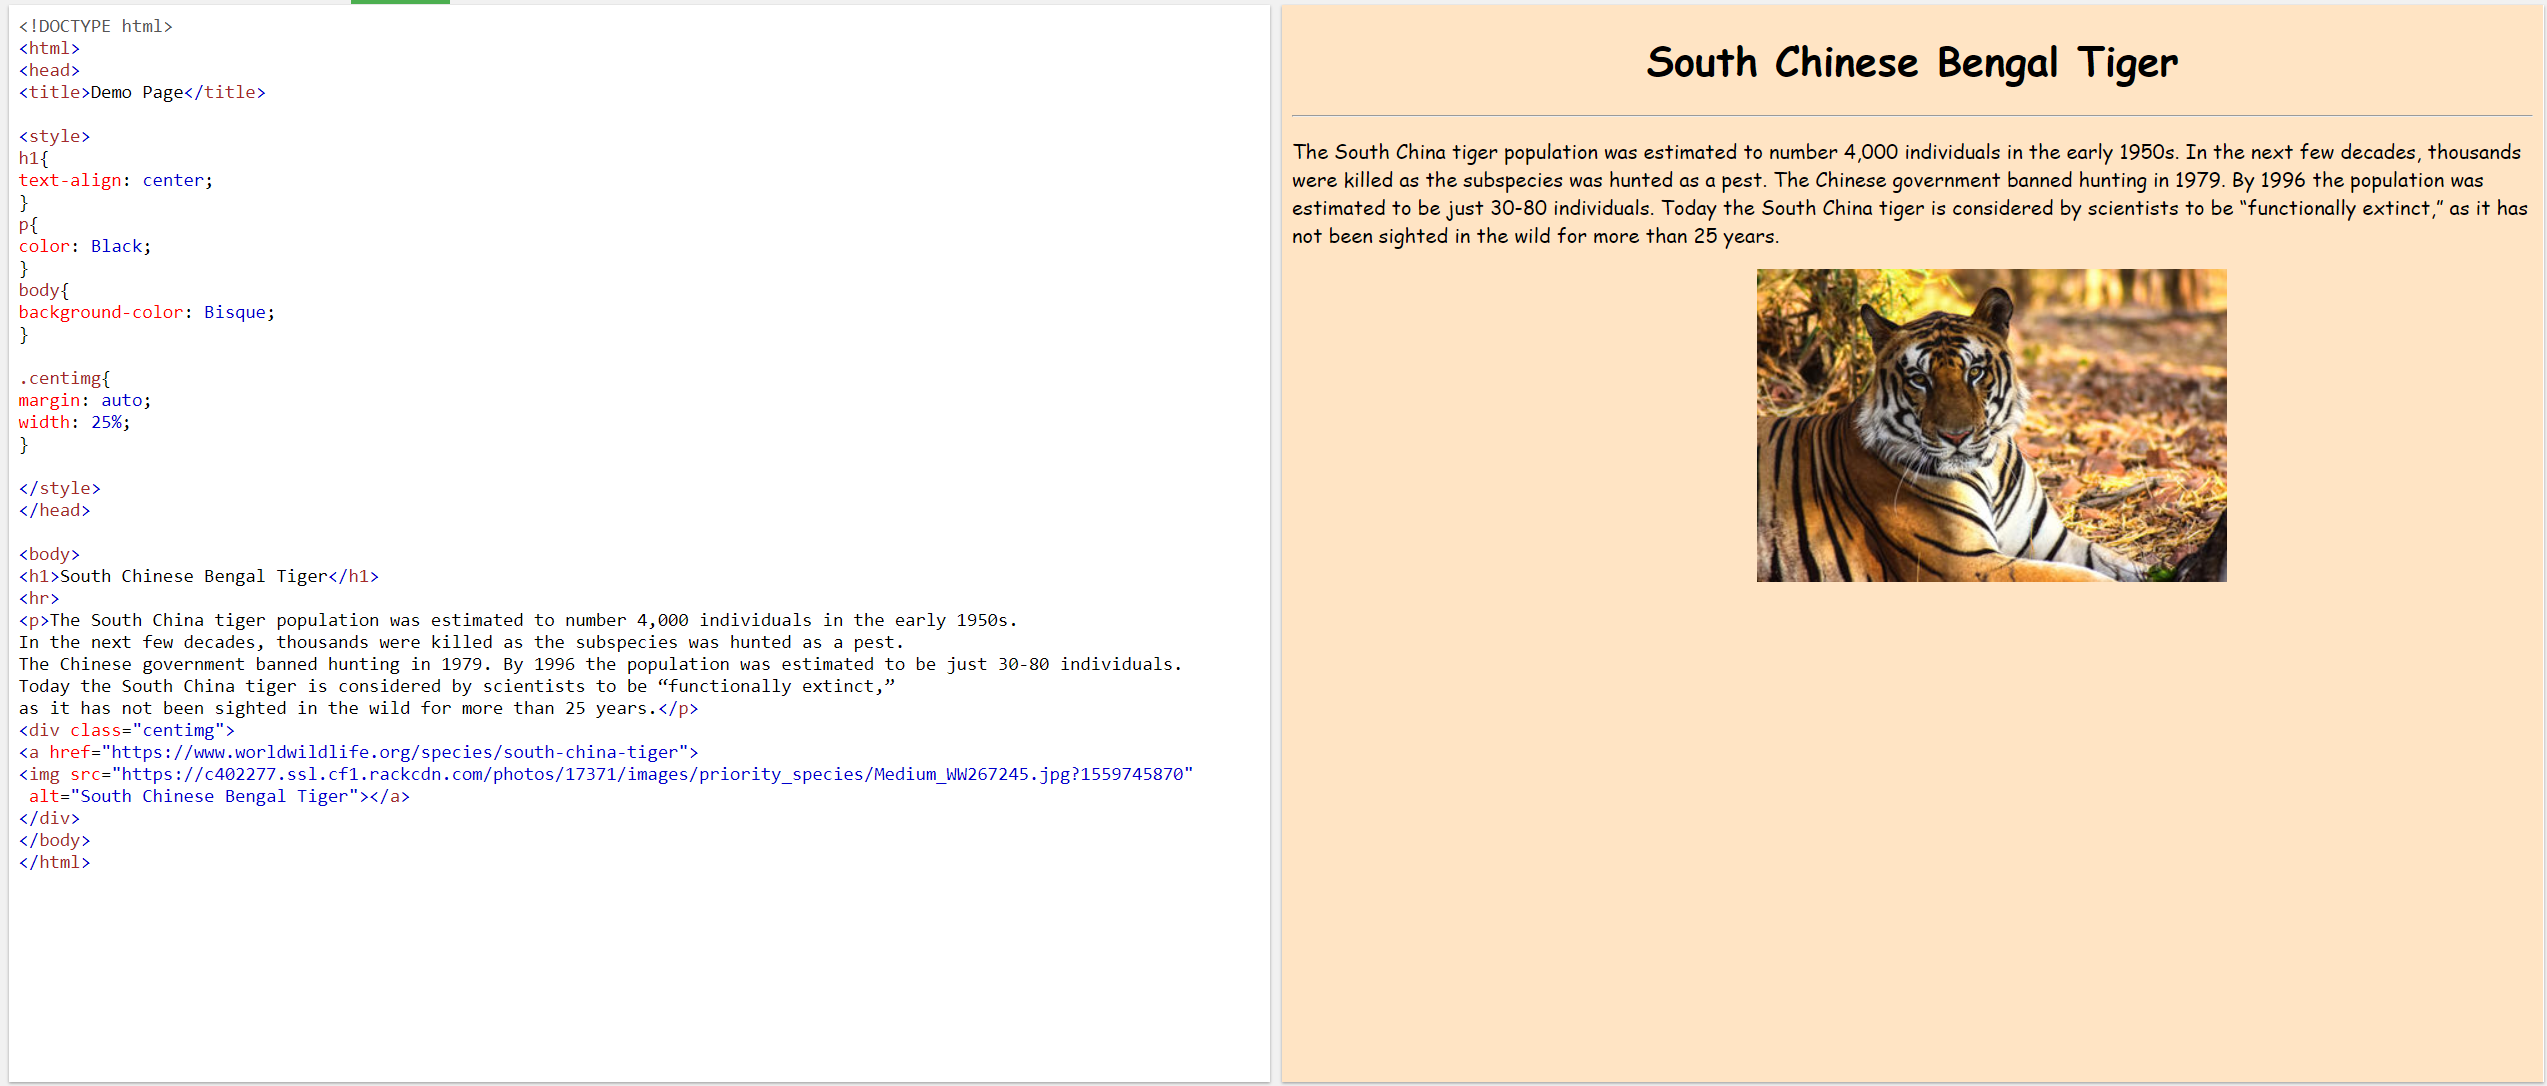 <!DOCTYPE html>
<html>
<head>
<title>Demo Page</title>
<style>
h1{
text-align: center;
}
p{
color: Black;
}
body{
background-color: Bisque;
}
.centimg{
margin: auto;
width: 25%;
}
</style>
</head>
<body>
<h1>South Chinese Bengal Tiger</h1>
<hr>
<p>The South China tiger population was estimated to number 4,000 individuals in the early 1950s.
In the next few decades, thousands were killed as the subspecies was hunted as a pest.
The Chinese government banned hunting in 1979. By 1996 the population was estimated to be just 30-80 individuals.
Today the South China tiger is considered by scientists to be “functionally extinct,”
as it has not been sighted in the wild for more than 25 years.</p>
<div class="centimg">
<a href="https://www.worldwildlife.org/species/south-china-tiger">
<img src="https://c402277.ssl.cf1.rackcdn.com/photos/17371/images/priority_species/Medium_WW267245.jpg?1559745870"
alt="South Chinese Bengal Tiger"></a>
</div>
</body>
</html>
South Chinese Bengal Tiger
The South China tiger population was estimated to number 4,000 individuals in the early 1950s. In the next few decades, thousands
were killed as the subspecies was hunted as a pest. The Chinese government banned hunting in 1979. By 1996 the population was
estimated to be just 30-80 individuals. Today the South China tiger is considered by scientists to be “functionally extinct,” as it has
not been sighted in the wild for more than 25 years.